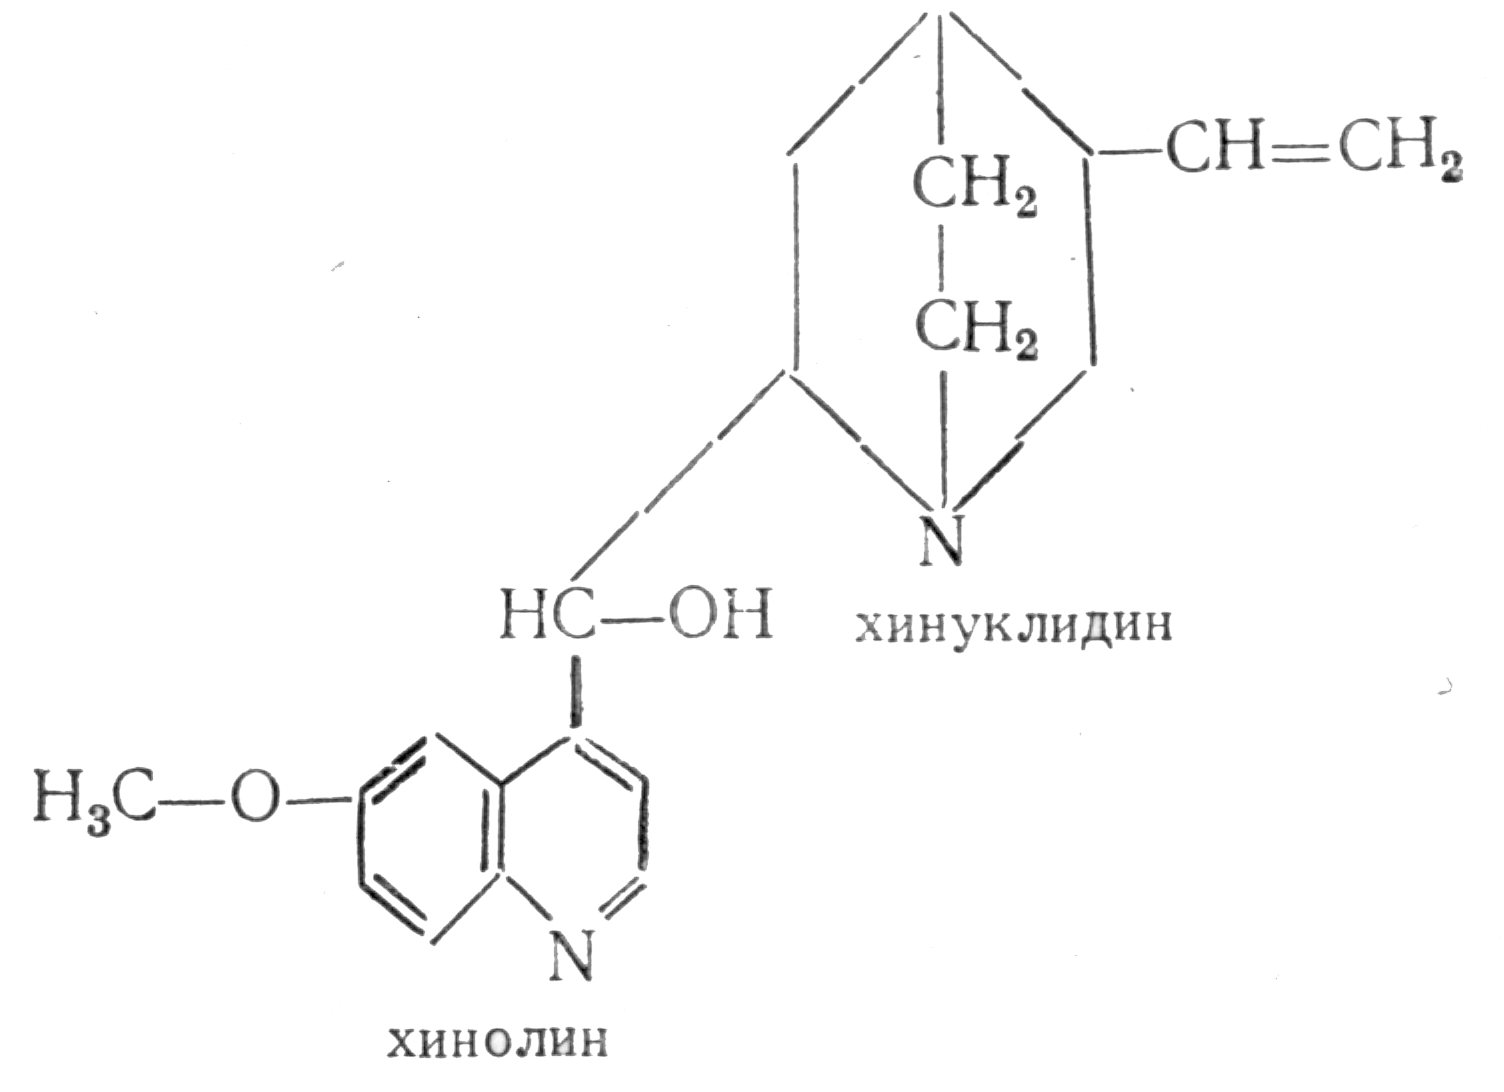 CH=CH₂
CH₂
CH₂
N
HC—OH
хинуклидин
H₃C—O
N
хинолин